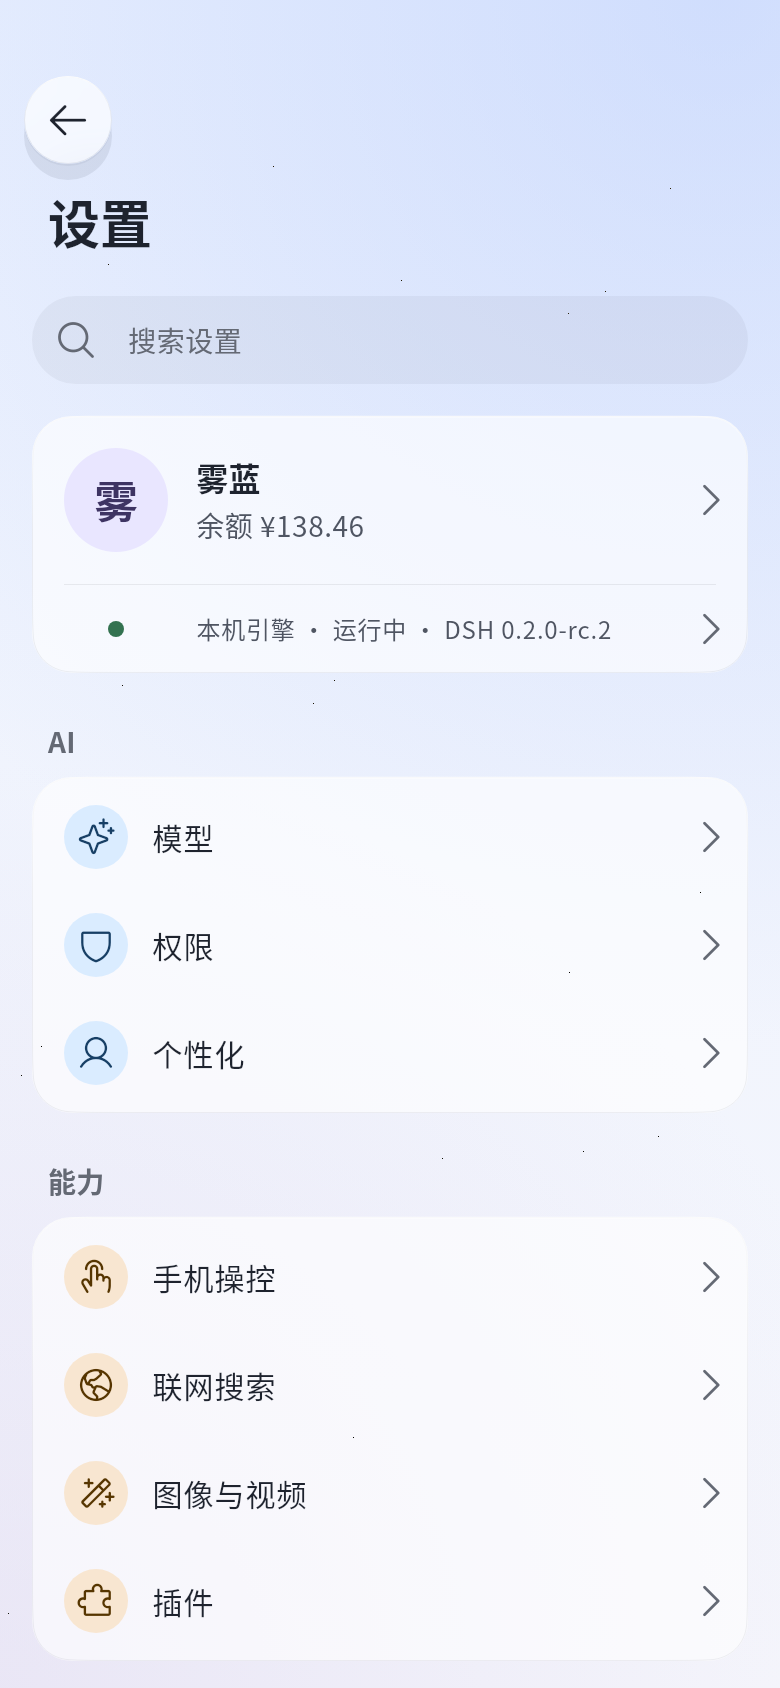 设置
搜索设置
雾
雾蓝
余额 ¥138.46
本机引擎 · 运行中 · DSH 0.2.0-rc.2
AI
模型
权限
个性化
能力
手机操控
联网搜索
图像与视频
插件